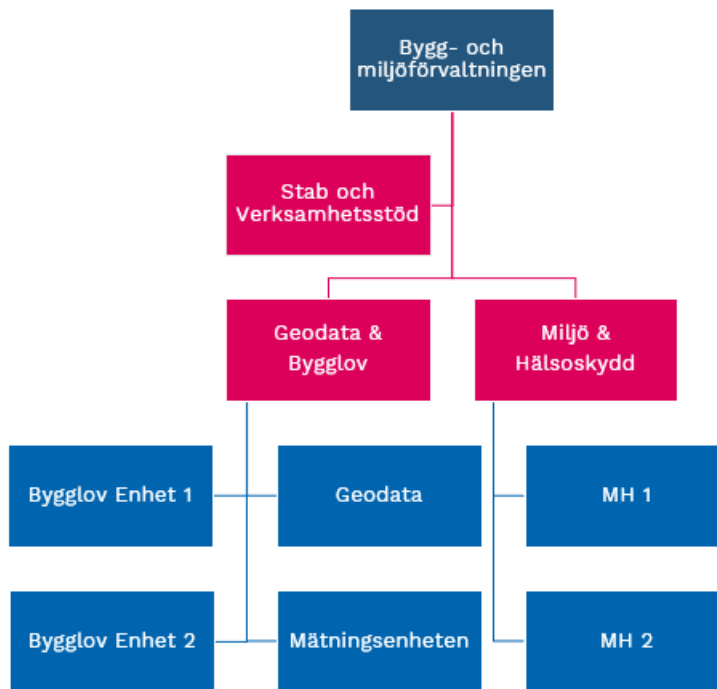 Bygg- och
miljöförvaltningen
Stab och
Verksamhetsstöd
Geodata &
Bygglov
Miljö &
Hälsoskydd
Bygglov Enhet 1
Geodata
MH 1
Bygglov Enhet 2
Mätningsenheten
MH 2